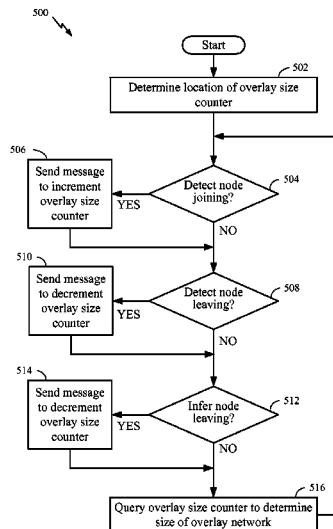 500
Start
502
Determine location of overlay size
counter
506
Send message
to increment
overlay size
counter
504
Detect node
joining?
YES
NO
510
Send message
to decrement
overlay size
counter
508
Detect node
leaving?
YES
NO
514
Send message
to decrement
overlay size
counter
512
Infer node
leaving?
YES
NO
516
Query overlay size counter to determine
size of overlay network